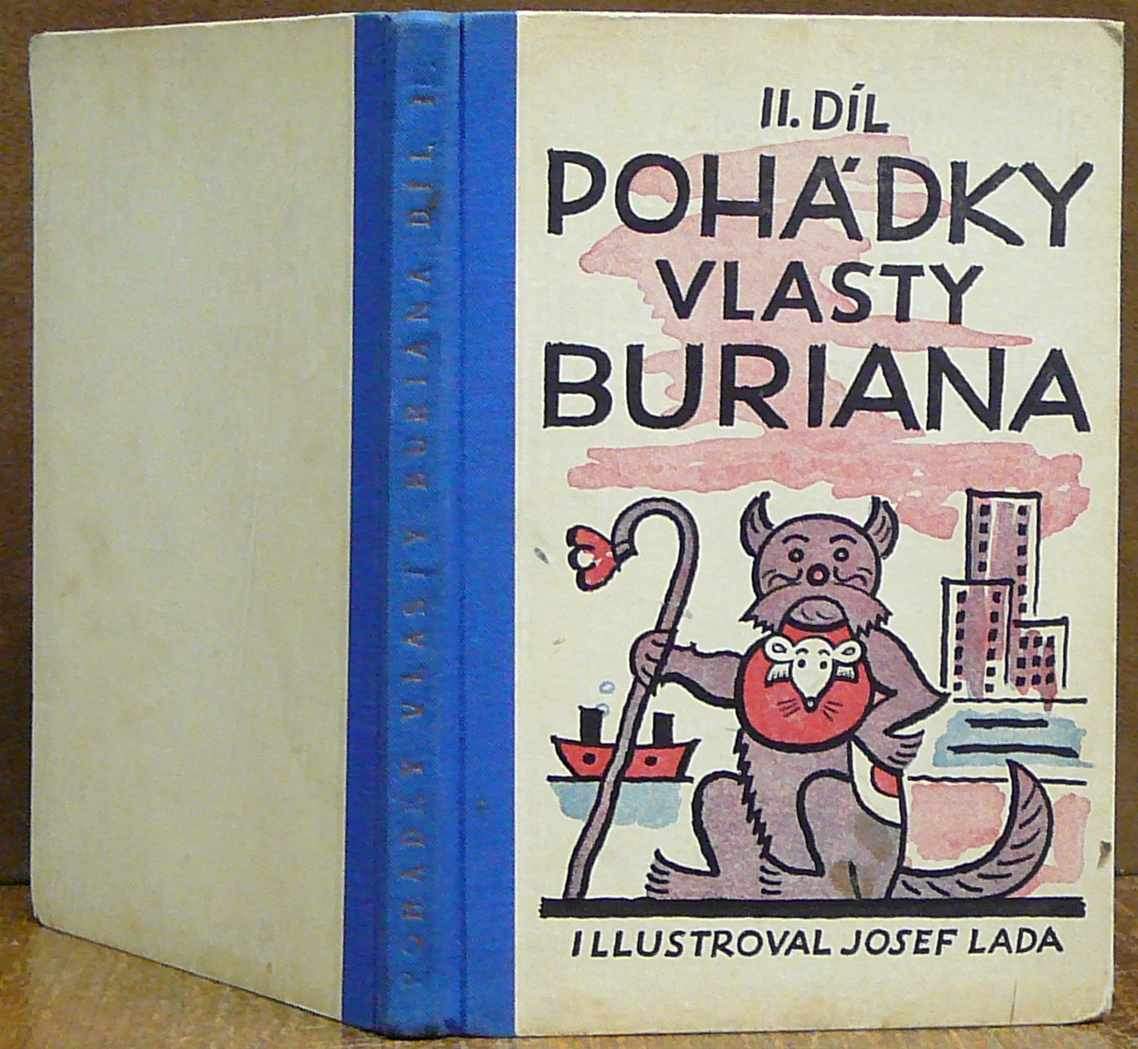 II. DÍL
POHÁDKY
VLASTY
BURIANA
ILLUSTROVAL JOSEF LADA
POHÁDKY VLASTY BURIANA DÍL II.